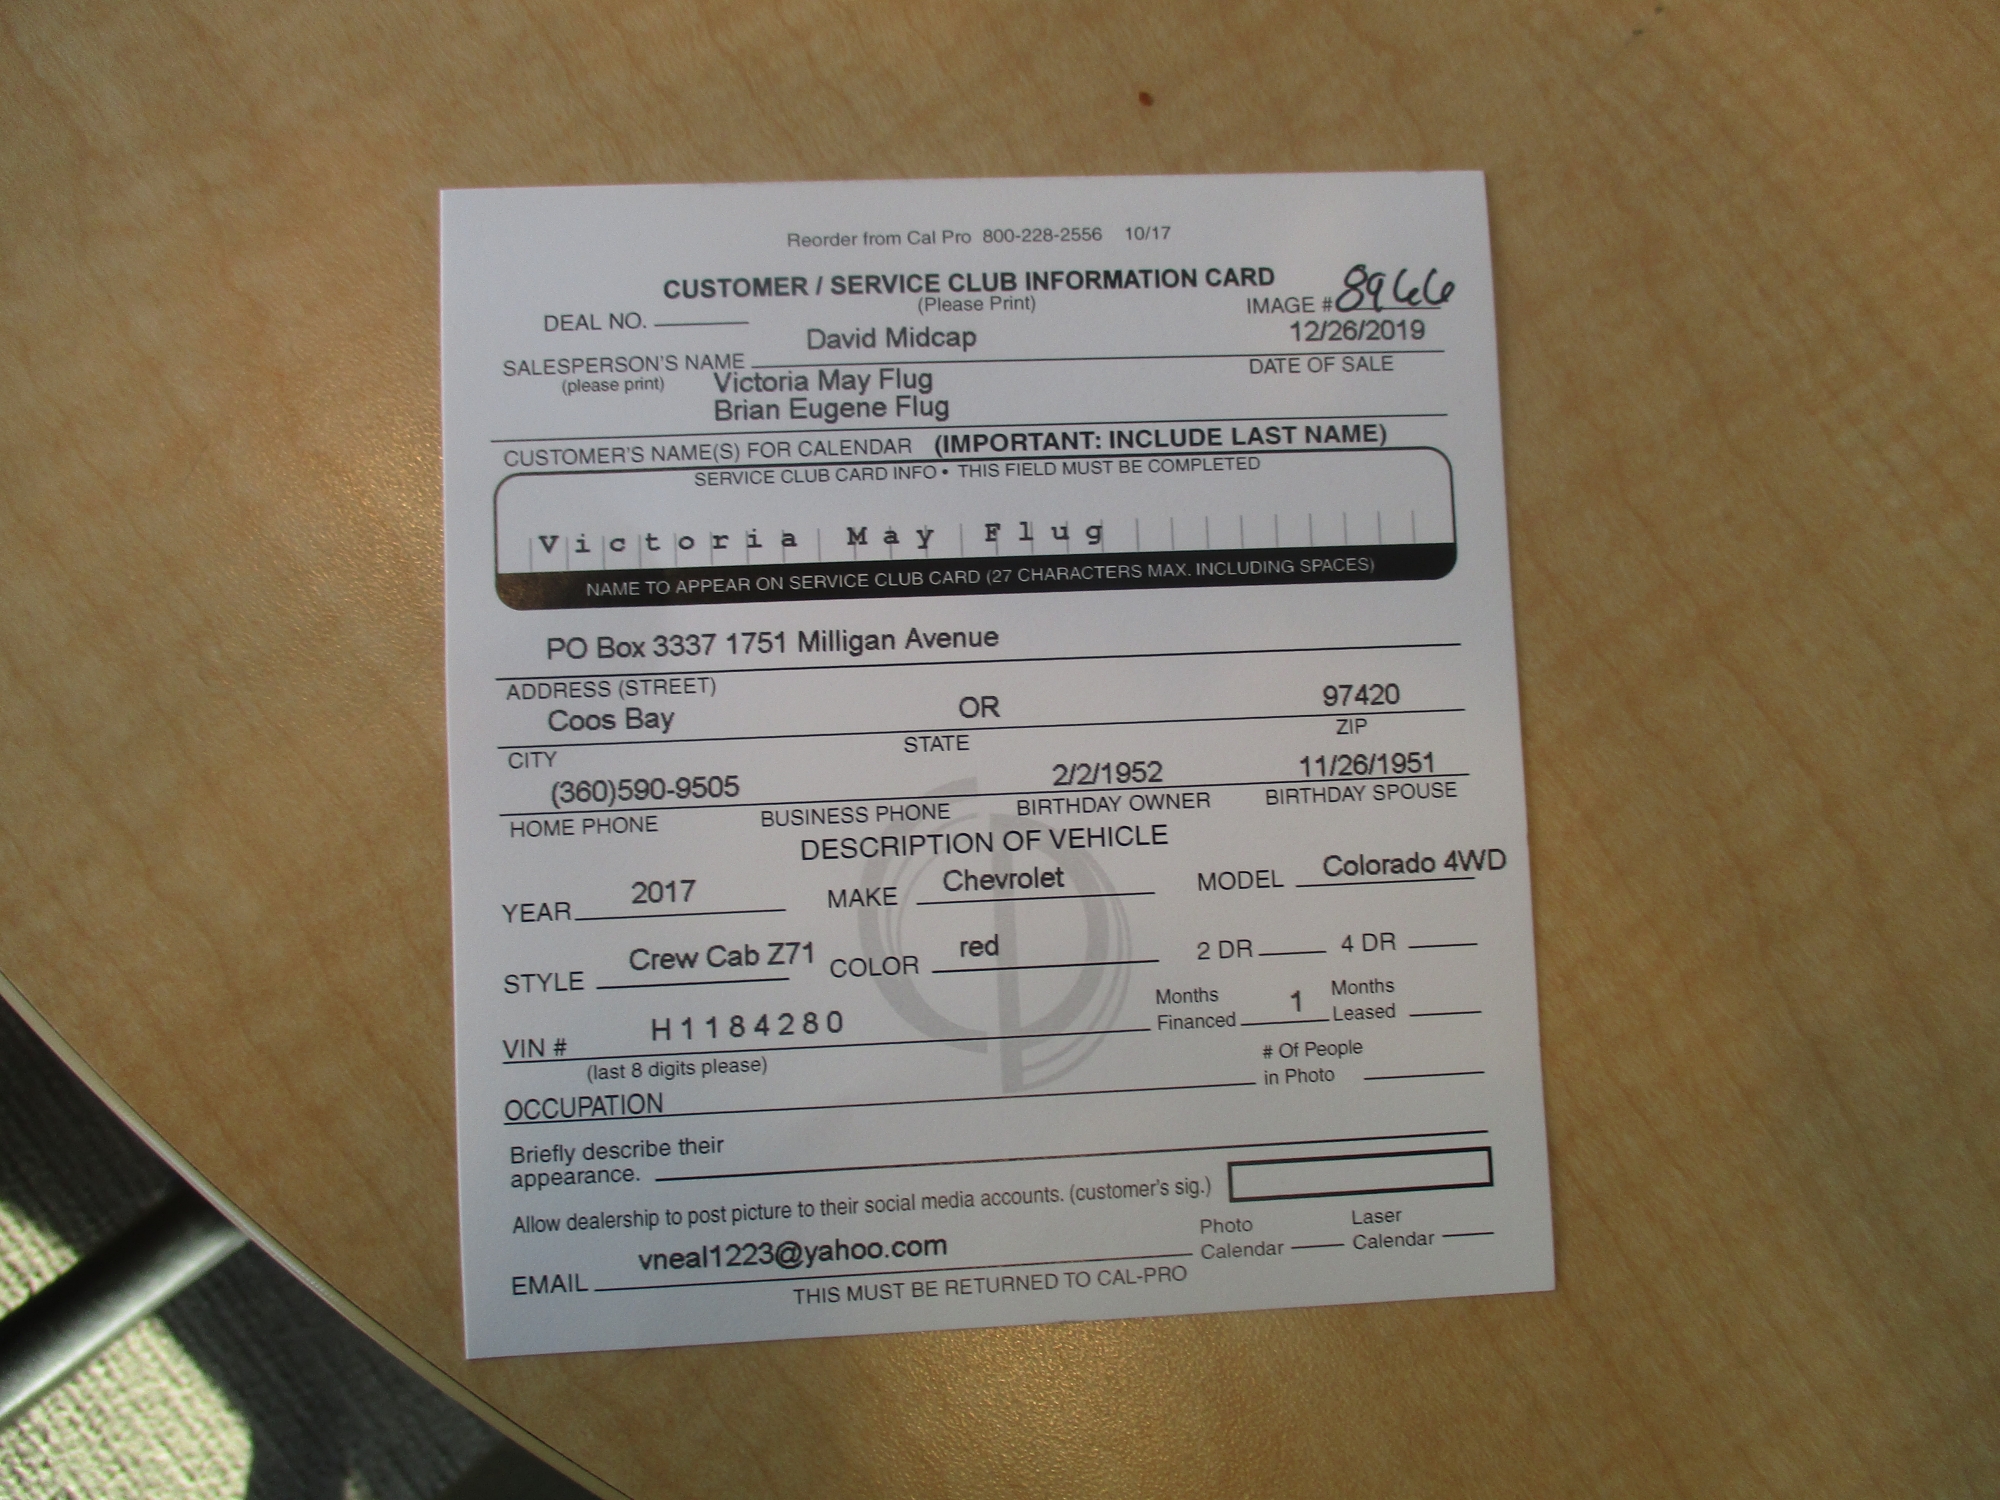 Reorder from Cal Pro 800-228-2556 10/17
CUSTOMER / SERVICE CLUB INFORMATION CARD
(Please Print)
IMAGE # 8966
DEAL NO.
David Midcap
12/26/2019
SALESPERSON'S NAME
DATE OF SALE
(please print)
Victoria May Flug
Brian Eugene Flug
CUSTOMER'S NAME(S) FOR CALENDAR (IMPORTANT: INCLUDE LAST NAME)
SERVICE CLUB CARD INFO • THIS FIELD MUST BE COMPLETED
Victoria May Flug
NAME TO APPEAR ON SERVICE CLUB CARD (27 CHARACTERS MAX. INCLUDING SPACES)
PO Box 3337 1751 Milligan Avenue
ADDRESS (STREET)
Coos Bay OR 97420
CITY STATE ZIP
(360)590-9505 2/2/1952 11/26/1951
HOME PHONE BUSINESS PHONE BIRTHDAY OWNER BIRTHDAY SPOUSE
DESCRIPTION OF VEHICLE
YEAR 2017 MAKE Chevrolet MODEL Colorado 4WD
STYLE Crew Cab Z71 COLOR red 2 DR 4 DR
VIN # H1184280 Months Financed 1 Months Leased
(last 8 digits please)
# Of People in Photo
OCCUPATION
Briefly describe their
appearance.
Allow dealership to post picture to their social media accounts. (customer's sig.)
Photo Calendar Laser Calendar
EMAIL vneal1223@yahoo.com
THIS MUST BE RETURNED TO CAL-PRO